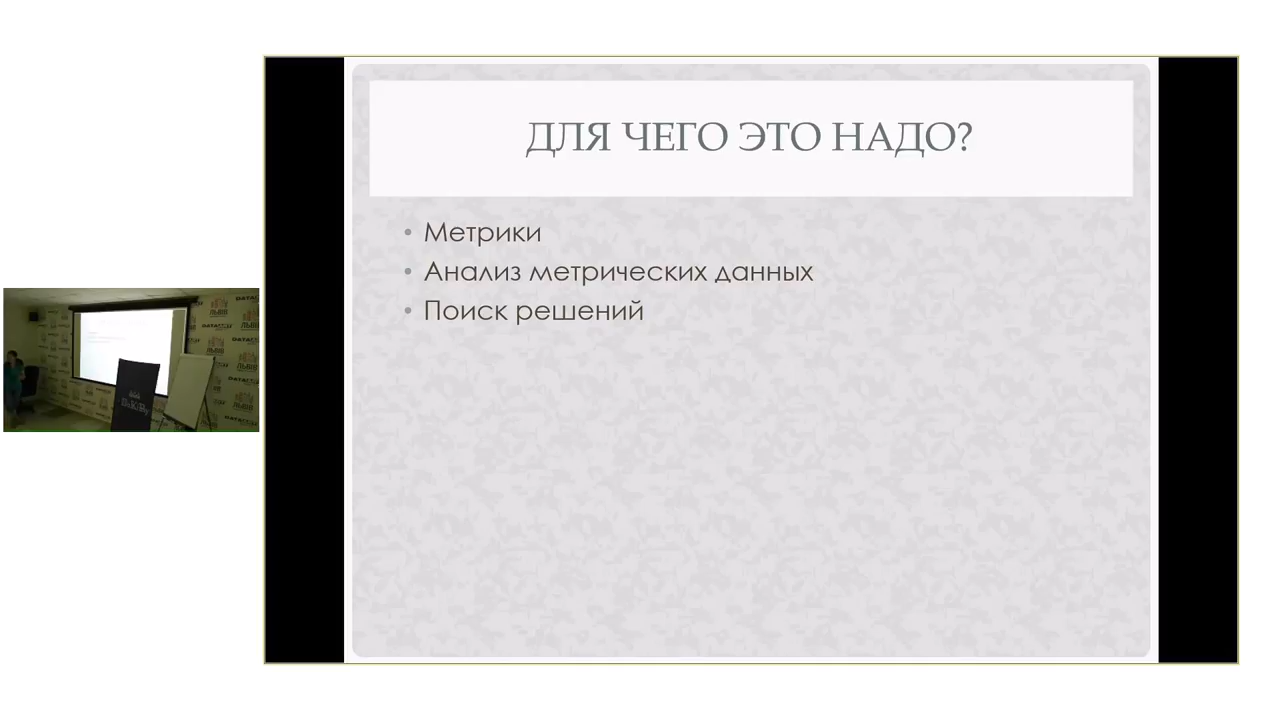 ДЛЯ ЧЕГО ЭТО НАДО?
• Метрики
• Анализ метрических данных
• Поиск решений